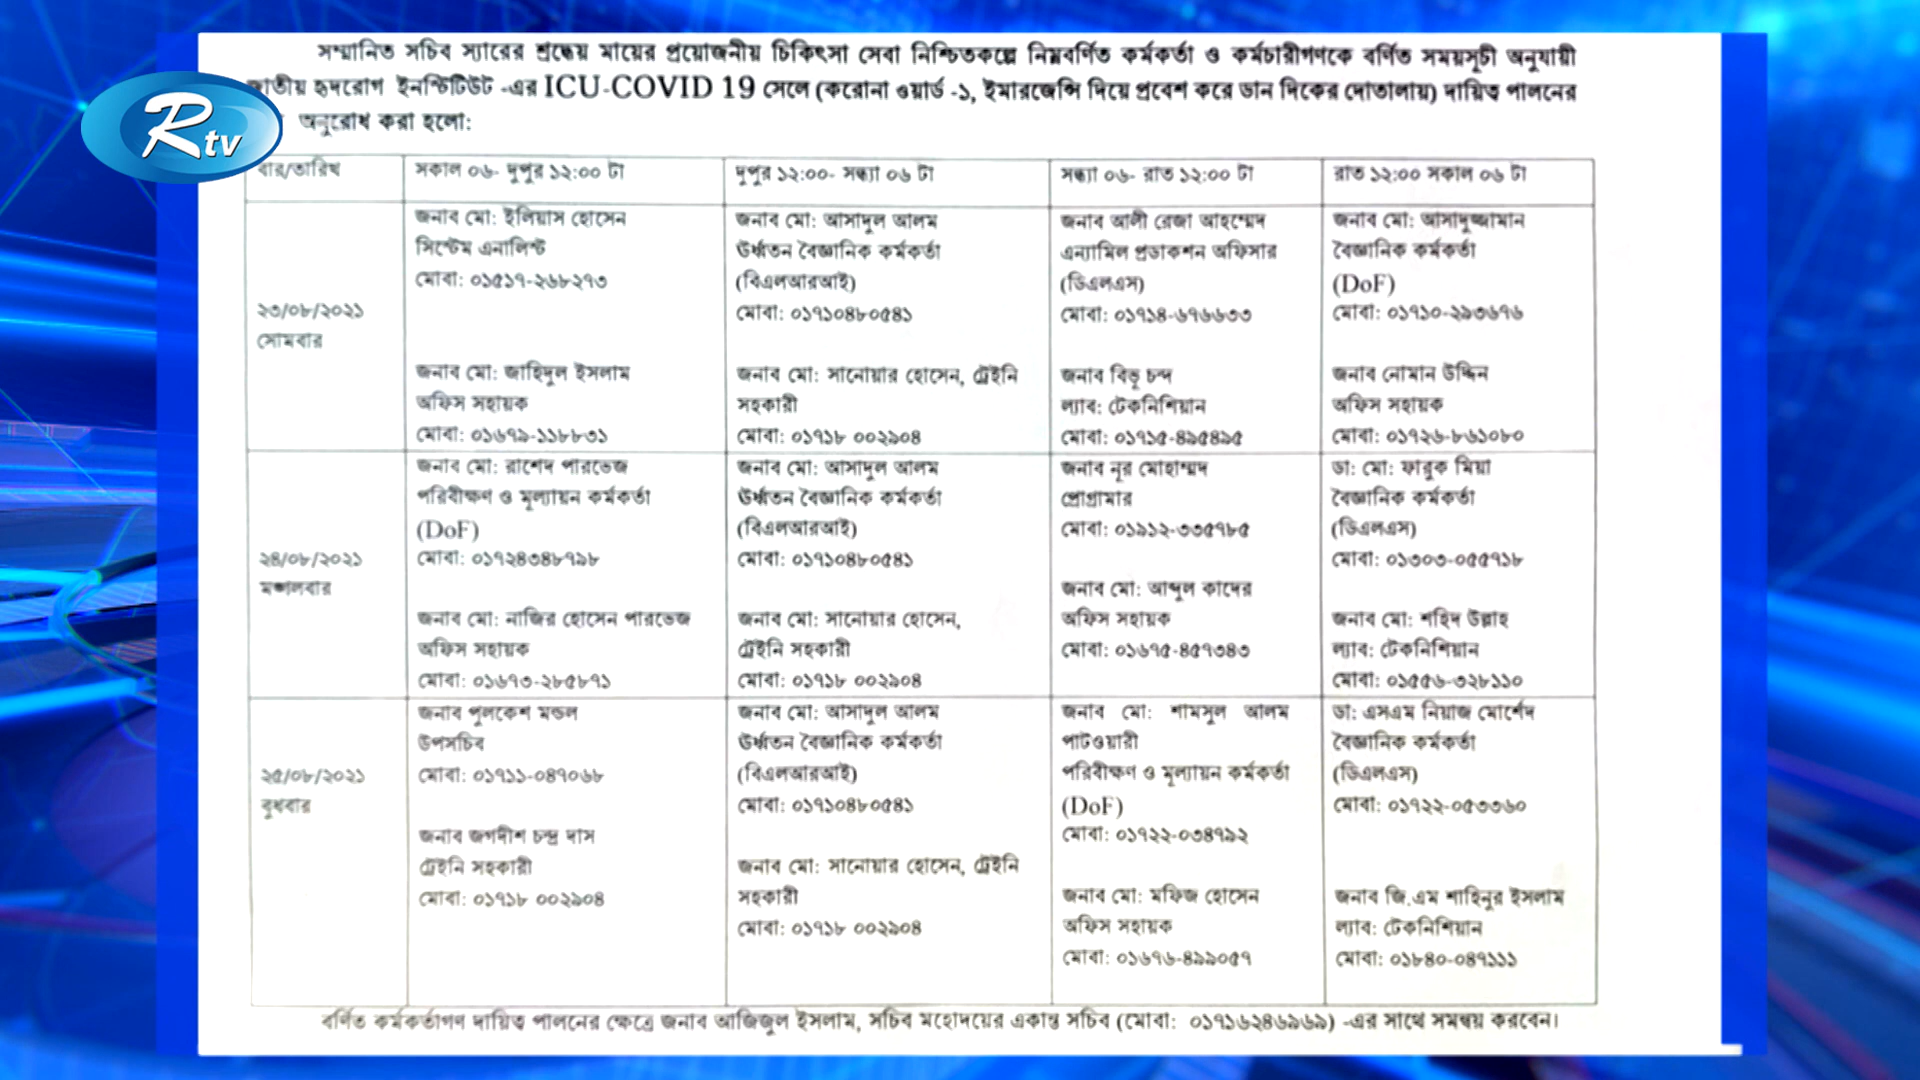 সম্মানিত সচিব স্যারের শ্রদ্ধেয় মায়ের প্রয়োজনীয় চিকিৎসা সেবা নিশ্চিতকল্পে নিম্নবর্ণিত কর্মকর্তা ও কর্মচারীগণকে বর্ণিত সময়সূচী অনুযায়ী
জাতীয় হৃদরোগ ইনস্টিটিউট -এর ICU-COVID 19 সেলে (করোনা ওয়ার্ড -১, ইমারজেন্সি দিয়ে প্রবেশ করে ডান দিকের দোতালায়) দায়িত্ব পালনের
অনুরোধ করা হলো:
Rtv
বার/তারিখ
সকাল ০৬- দুপুর ১২:০০ টা
দুপুর ১২:০০- সন্ধ্যা ০৬ টা
সন্ধ্যা ০৬- রাত ১২:০০ টা
রাত ১২:০০ সকাল ০৬ টা
২৩/০৮/২০২১
সোমবার
জনাব মো: ইলিয়াস হোসেন
সিস্টেম এনালিস্ট
মোবা: ০১৫১৭-২৬৮২৭৩
জনাব মো: জাহিদুল ইসলাম
অফিস সহায়ক
মোবা: ০১৬৭৯-১১৮৮৩১
জনাব মো: আসাদুল আলম
ঊর্ধ্বতন বৈজ্ঞানিক কর্মকর্তা
(বিএলআরআই)
মোবা: ০১৭১০৪৮০৫৪১
জনাব মো: সানোয়ার হোসেন, ট্রেইনি
সহকারী
মোবা: ০১৭১৮ ০০২৯০৪
জনাব আলী রেজা আহম্মেদ
এন্যামিল প্রডাকশন অফিসার
(ডিএলএস)
মোবা: ০১৭১৪-৬৭৬৬৩৩
জনাব বিভূ চন্দ
ল্যাব: টেকনিশিয়ান
মোবা: ০১৭১৫-৪৯৫৪৯৫
জনাব মো: আসাদুজ্জামান
বৈজ্ঞানিক কর্মকর্তা
(DoF)
মোবা: ০১৭১০-২৯৩৬৭৬
জনাব নোমান উদ্দিন
অফিস সহায়ক
মোবা: ০১৭২৬-৮৬১০৮০
২৪/০৮/২০২১
মঙ্গলবার
জনাব মো: রাশেদ পারভেজ
পরিবীক্ষণ ও মূল্যায়ন কর্মকর্তা
(DoF)
মোবা: ০১৭২৪৩৪৮৭৯৮
জনাব মো: নাজির হোসেন পারভেজ
অফিস সহায়ক
মোবা: ০১৬৭৩-২৮৫৮৭১
জনাব মো: আসাদুল আলম
ঊর্ধ্বতন বৈজ্ঞানিক কর্মকর্তা
(বিএলআরআই)
মোবা: ০১৭১০৪৮০৫৪১
জনাব মো: সানোয়ার হোসেন,
ট্রেইনি সহকারী
মোবা: ০১৭১৮ ০০২৯০৪
জনাব নূর মোহাম্মদ
প্রোগ্রামার
মোবা: ০১৯১২-৩৩৫৭৮৫
জনাব মো: আব্দুল কাদের
অফিস সহায়ক
মোবা: ০১৬৭৫-৪৫৭৩৪৩
ডা: মো: ফারুক মিয়া
বৈজ্ঞানিক কর্মকর্তা
(ডিএলএস)
মোবা: ০১৩০৩-০৫৫৭১৮
জনাব মো: শহিদ উল্লাহ
ল্যাব: টেকনিশিয়ান
মোবা: ০১৫৫৬-৩২৮১১০
২৫/০৮/২০২১
বুধবার
জনাব পুলকেশ মন্ডল
উপসচিব
মোবা: ০১৭১১-০৪৭০৬৮
জনাব জগদীশ চন্দ্র দাস
ট্রেইনি সহকারী
মোবা: ০১৭১৮ ০০২৯০৪
জনাব মো: আসাদুল আলম
ঊর্ধ্বতন বৈজ্ঞানিক কর্মকর্তা
(বিএলআরআই)
মোবা: ০১৭১০৪৮০৫৪১
জনাব মো: সানোয়ার হোসেন, ট্রেইনি
সহকারী
মোবা: ০১৭১৮ ০০২৯০৪
জনাব মো: শামসুল আলম
পাটওয়ারী
পরিবীক্ষণ ও মূল্যায়ন কর্মকর্তা
(DoF)
মোবা: ০১৭২২-০৩৪৭৯২
জনাব মো: মফিজ হোসেন
অফিস সহায়ক
মোবা: ০১৬৭৬-৪৯৯০৫৭
ডা: এসএম নিয়াজ মোর্শেদ
বৈজ্ঞানিক কর্মকর্তা
(ডিএলএস)
মোবা: ০১৭২২-০৫৩৩৬০
জনাব জি.এম শাহিনুর ইসলাম
ল্যাব: টেকনিশিয়ান
মোবা: ০১৮৪০-০৪৭১১১
বর্ণিত কর্মকর্তাগণ দায়িত্ব পালনের ক্ষেত্রে জনাব আজিজুল ইসলাম, সচিব মহোদয়ের একান্ত সচিব (মোবা: ০১৭১৬২৪৬৯৬৯) -এর সাথে সমন্বয় করবেন।